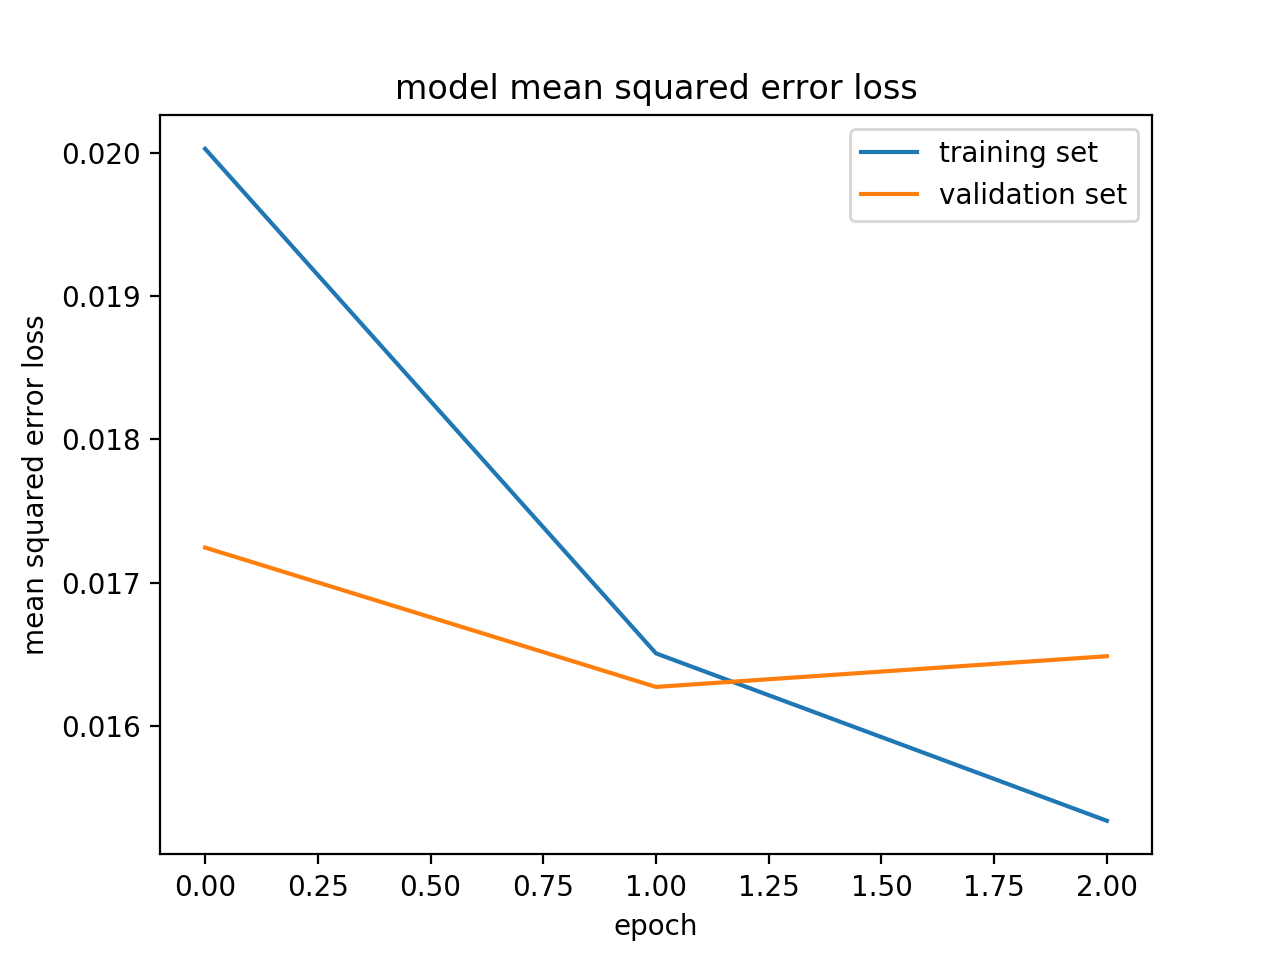 model mean squared error loss
training set
validation set
0.020
0.019
0.018
0.017
0.016
mean squared error loss
0.00 0.25 0.50 0.75 1.00 1.25 1.50 1.75 2.00
epoch